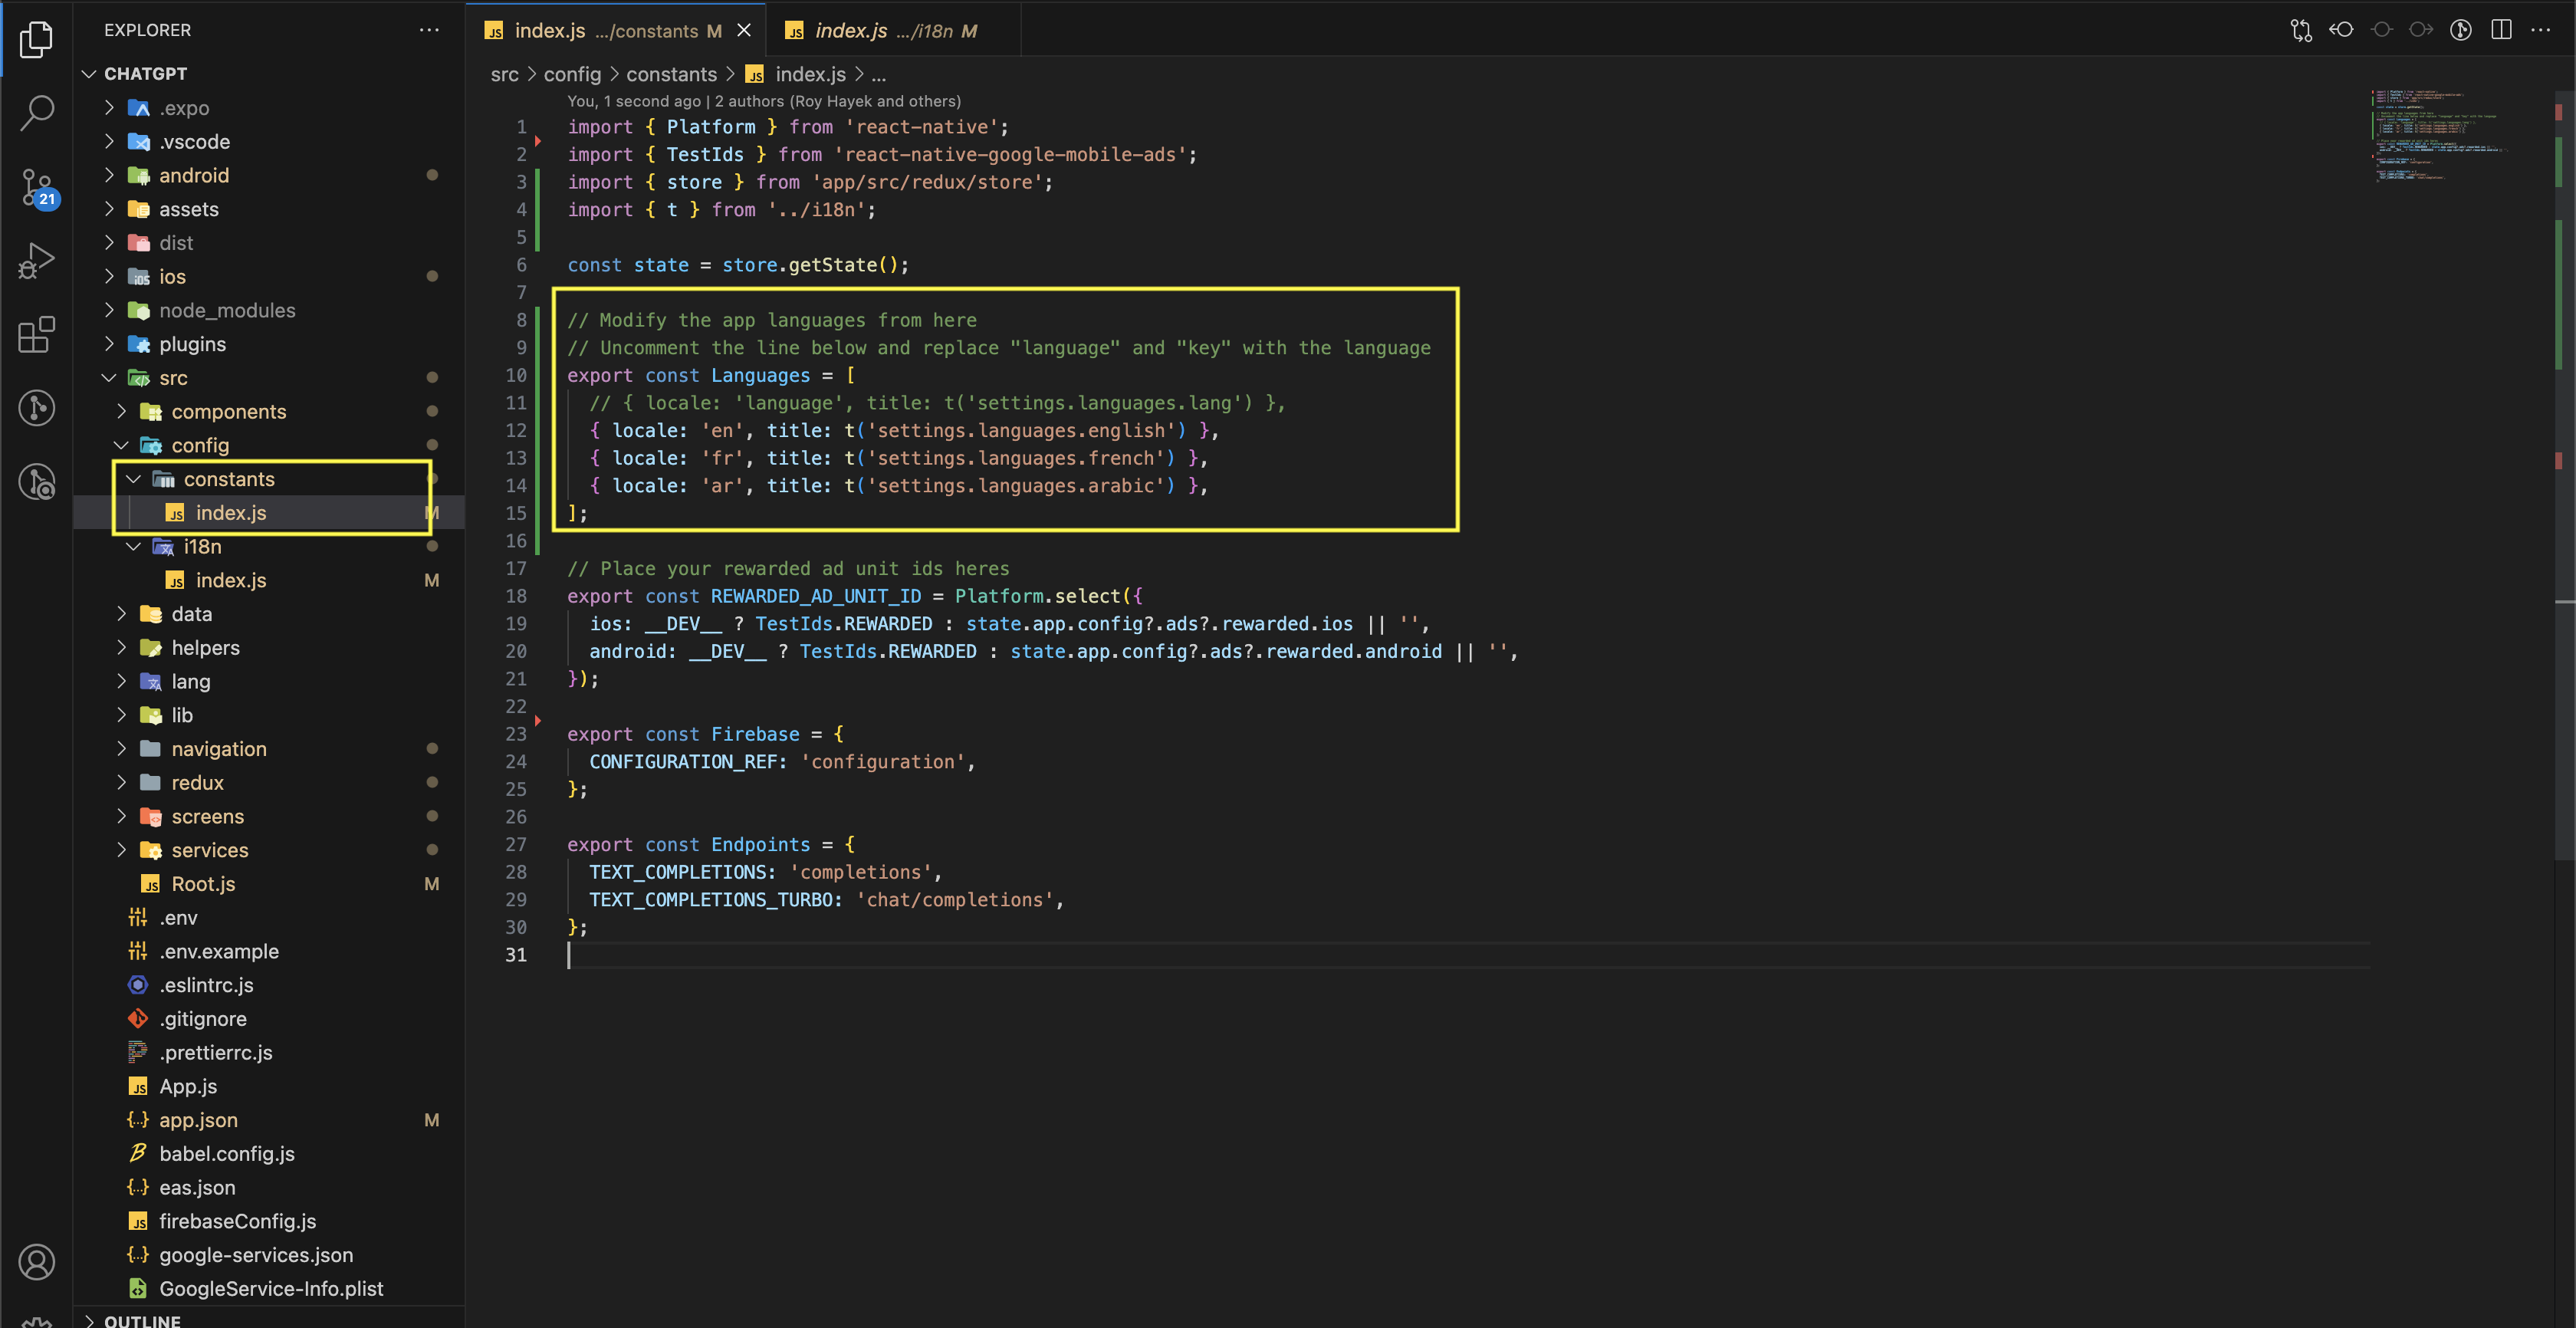 EXPLORER
CHATGPT
.expo
.vscode
android
assets
dist
ios
node_modules
plugins
src
components
config
constants
index.js M
i18n
index.js M
data
helpers
lang
lib
navigation
redux
screens
services
Root.js M
.env
.env.example
.eslintrc.js
.gitignore
.prettierrc.js
App.js
app.json M
babel.config.js
eas.json
firebaseConfig.js
google-services.json
GoogleService-Info.plist
OUTLINE
21
index.js .../constants M
index.js .../i18n M
src > config > constants > JS index.js > ...
You, 1 second ago | 2 authors (Roy Hayek and others)
1 import { Platform } from 'react-native';
2 import { TestIds } from 'react-native-google-mobile-ads';
3 import { store } from 'app/src/redux/store';
4 import { t } from '../i18n';
5
6 const state = store.getState();
7
8 // Modify the app languages from here
9 // Uncomment the line below and replace "language" and "key" with the language
10 export const Languages = [
11 // { locale: 'language', title: t('settings.languages.lang') },
12 { locale: 'en', title: t('settings.languages.english') },
13 { locale: 'fr', title: t('settings.languages.french') },
14 { locale: 'ar', title: t('settings.languages.arabic') },
15 ];
16
17 // Place your rewarded ad unit ids heres
18 export const REWARDED_AD_UNIT_ID = Platform.select({
19 ios: __DEV__ ? TestIds.REWARDED : state.app.config?.ads?.rewarded.ios || '',
20 android: __DEV__ ? TestIds.REWARDED : state.app.config?.ads?.rewarded.android || '',
21 });
22
23 export const Firebase = {
24 CONFIGURATION_REF: 'configuration',
25 };
26
27 export const Endpoints = {
28 TEXT_COMPLETIONS: 'completions',
29 TEXT_COMPLETIONS_TURBO: 'chat/completions',
30 };
31